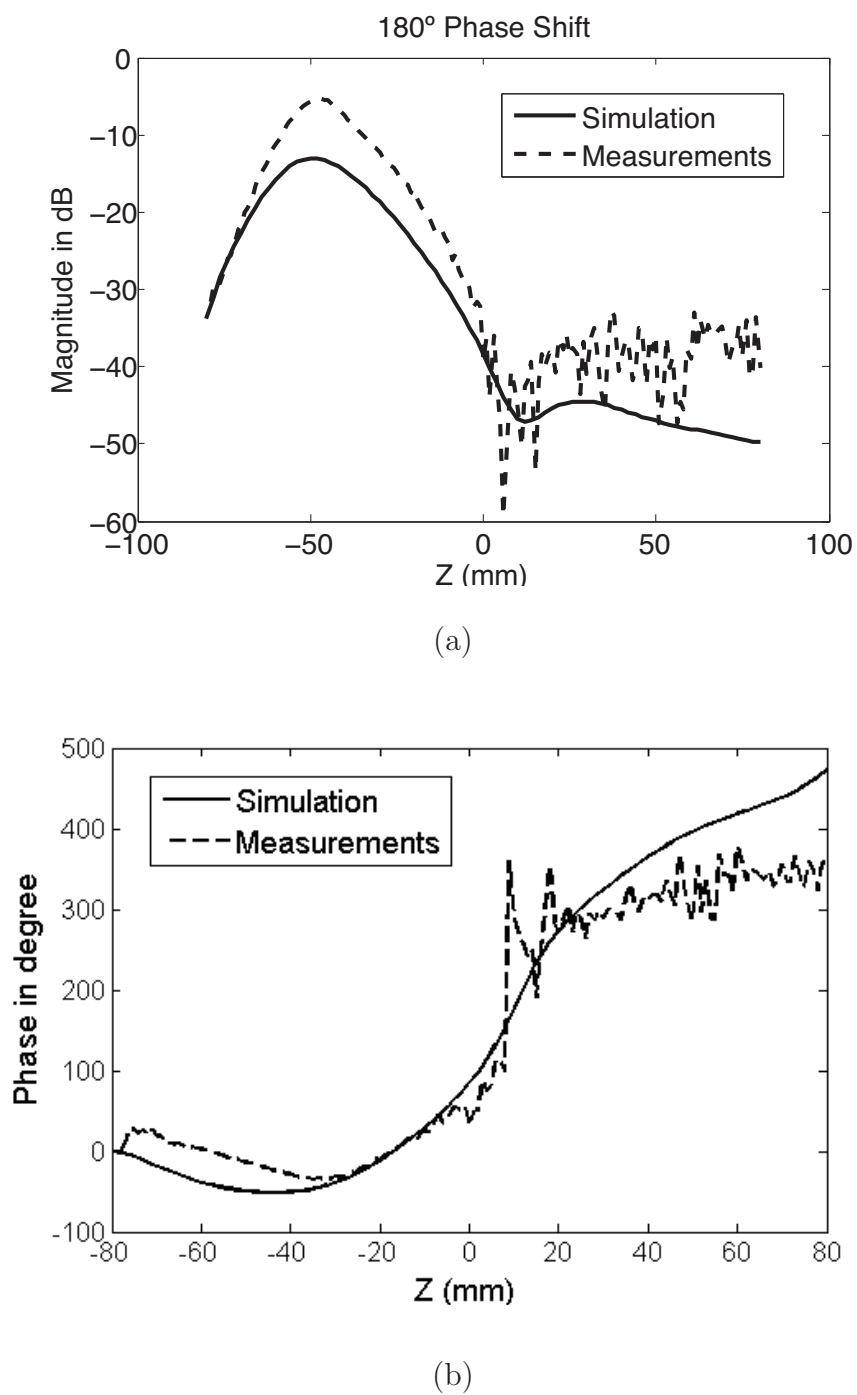 180º Phase Shift
0
−10
−20
−30
−40
−50
−60
Magnitude in dB
Simulation
Measurements
−100
−50
0
50
100
Z (mm)
(a)
500
400
300
200
100
0
-100
Phase in degree
Simulation
Measurements
-80
-60
-40
-20
0
20
40
60
80
Z (mm)
(b)